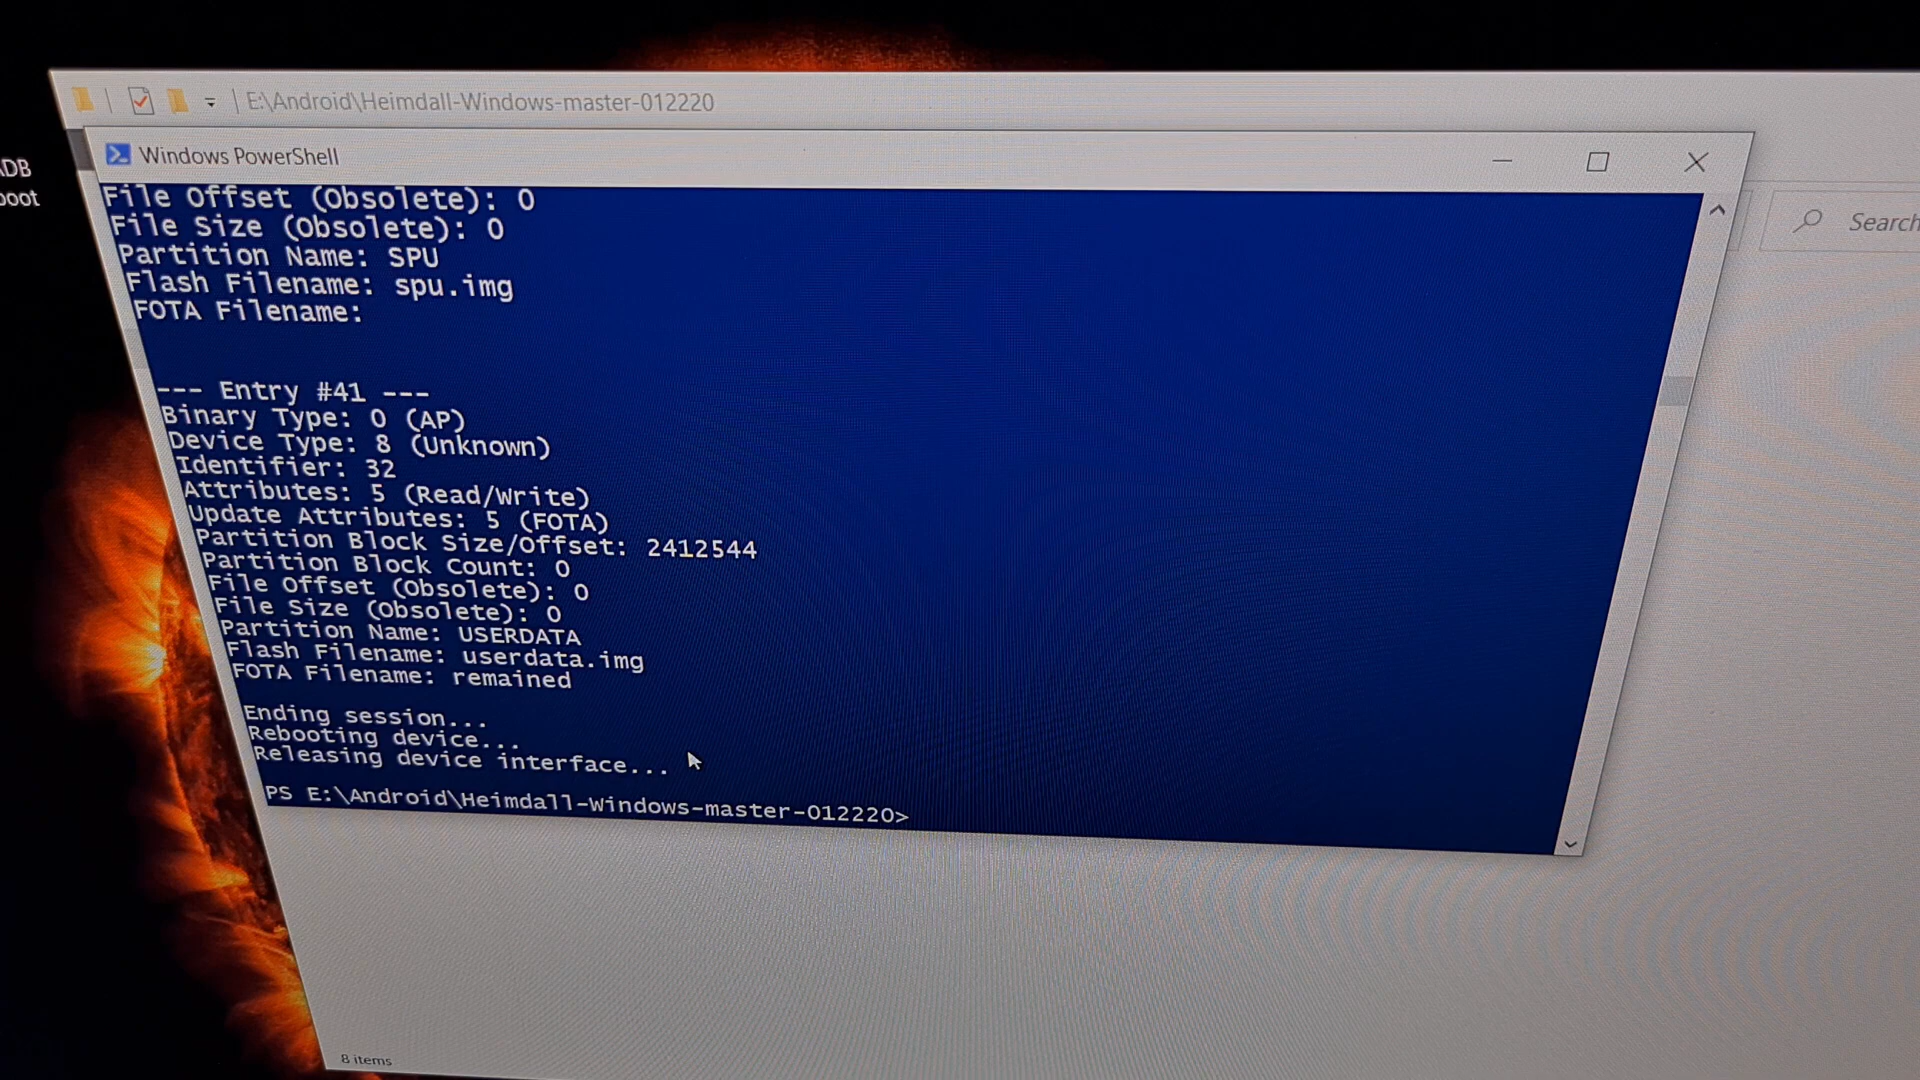 E:\Android\Heimdall-Windows-master-012220
Windows PowerShell
Search
File Offset (Obsolete): 0
File Size (Obsolete): 0
Partition Name: SPU
Flash Filename: spu.img
FOTA Filename:
--- Entry #41 ---
Binary Type: 0 (AP)
Device Type: 8 (Unknown)
Identifier: 32
Attributes: 5 (Read/Write)
Update Attributes: 5 (FOTA)
Partition Block Size/Offset: 2412544
Partition Block Count: 0
File Offset (Obsolete): 0
File Size (Obsolete): 0
Partition Name: USERDATA
Flash Filename: userdata.img
FOTA Filename: remained
Ending session...
Rebooting device...
Releasing device interface...
PS E:\Android\Heimdall-Windows-master-012220>
8 items